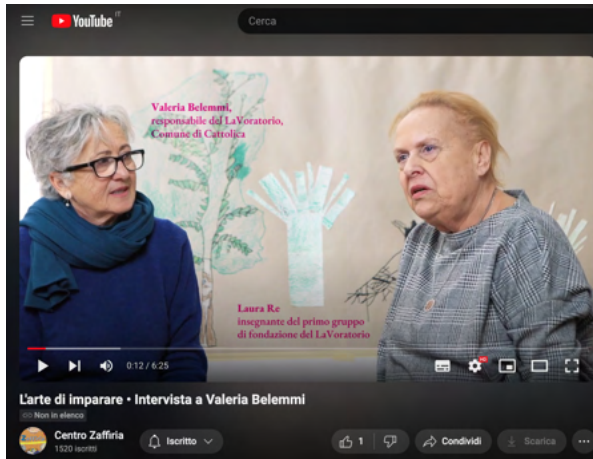 YouTube IT
Cerca
Valeria Belemmi,
responsabile del LaVoratorio,
Comune di Cattolica
Laura Re
insegnante del primo gruppo
di fondazione del LaVoratorio
0:12 / 6:25
HD
L'arte di imparare • Intervista a Valeria Belemmi
Non in elenco
Centro Zaffiria
1520 iscritti
Iscritto
1
Condividi
Scarica